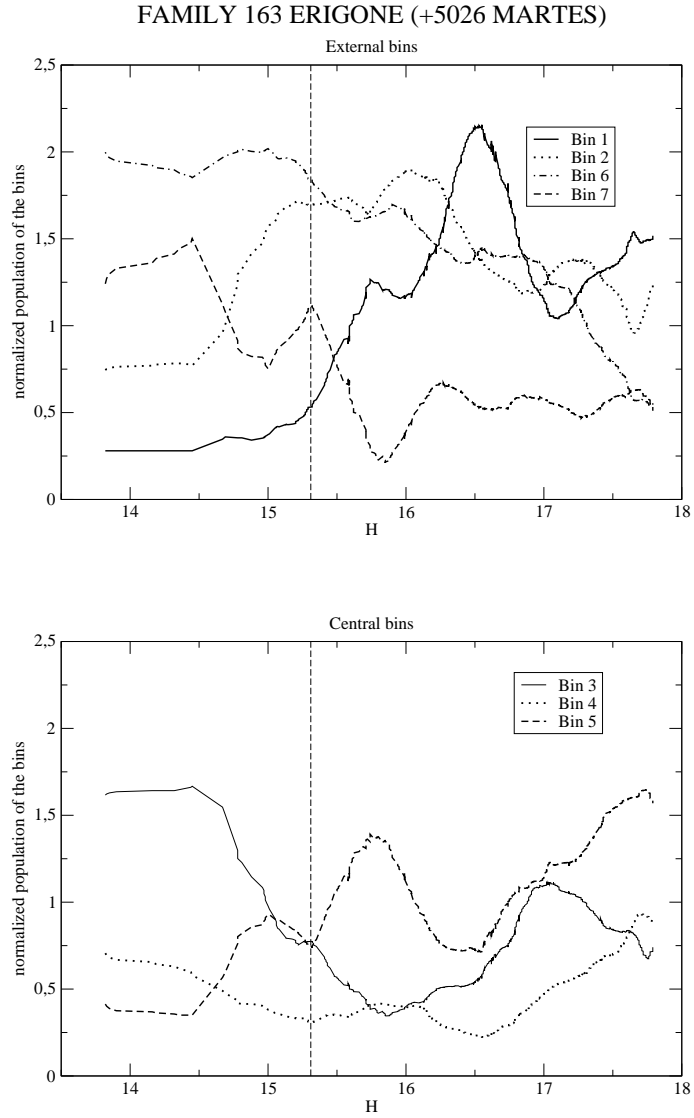 FAMILY 163 ERIGONE (+5026 MARTES)
External bins
2,5
2
1,5
1
0,5
0
normalized population of the bins
Bin 1
Bin 2
Bin 6
Bin 7
14 15 16 17 18
H
Central bins
2,5
2
1,5
1
0,5
0
normalized population of the bins
Bin 3
Bin 4
Bin 5
14 15 16 17 18
H